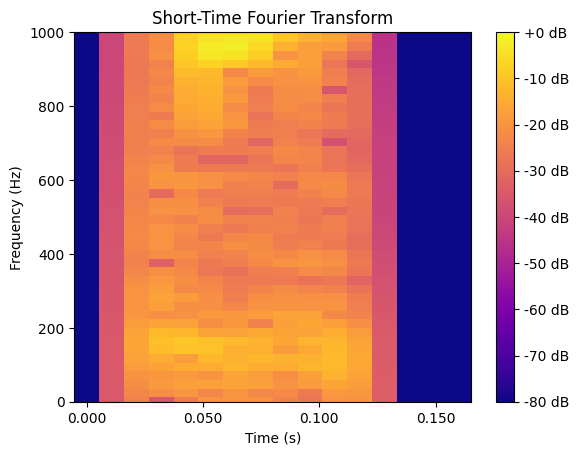 Short-Time Fourier Transform
1000
800
600
400
200
0
Frequency (Hz)
0.000
0.050
0.100
0.150
Time (s)
+0 dB
-10 dB
-20 dB
-30 dB
-40 dB
-50 dB
-60 dB
-70 dB
-80 dB